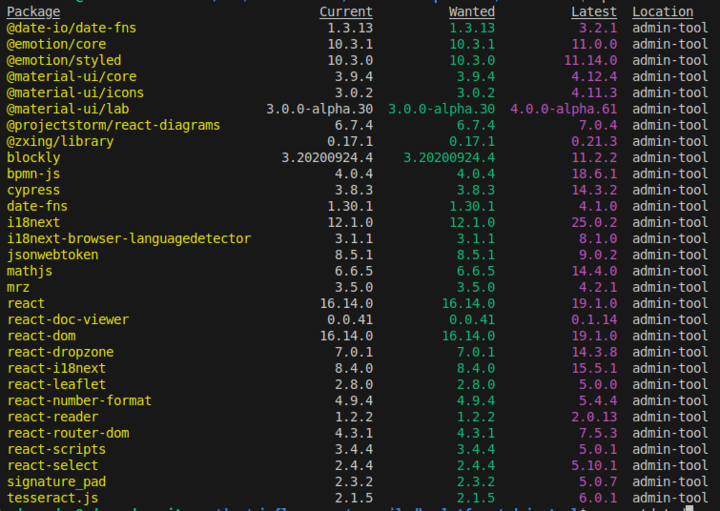 Package Current Wanted Latest Location
@date-io/date-fns 1.3.13 1.3.13 3.2.1 admin-tool
@emotion/core 10.3.1 10.3.1 11.0.0 admin-tool
@emotion/styled 10.3.0 10.3.0 11.14.0 admin-tool
@material-ui/core 3.9.4 3.9.4 4.12.4 admin-tool
@material-ui/icons 3.0.2 3.0.2 4.11.3 admin-tool
@material-ui/lab 3.0.0-alpha.30 3.0.0-alpha.30 4.0.0-alpha.61 admin-tool
@projectstorm/react-diagrams 6.7.4 6.7.4 7.0.4 admin-tool
@zxing/library 0.17.1 0.17.1 0.21.3 admin-tool
blockly 3.20200924.4 3.20200924.4 11.2.2 admin-tool
bpmn-js 4.0.4 4.0.4 18.6.1 admin-tool
cypress 3.8.3 3.8.3 14.3.2 admin-tool
date-fns 1.30.1 1.30.1 4.1.0 admin-tool
i18next 12.1.0 12.1.0 25.0.2 admin-tool
i18next-browser-languagedetector 3.1.1 3.1.1 8.1.0 admin-tool
jsonwebtoken 8.5.1 8.5.1 9.0.2 admin-tool
mathjs 6.6.5 6.6.5 14.4.0 admin-tool
mrz 3.5.0 3.5.0 4.2.1 admin-tool
react 16.14.0 16.14.0 19.1.0 admin-tool
react-doc-viewer 0.0.41 0.0.41 0.1.14 admin-tool
react-dom 16.14.0 16.14.0 19.1.0 admin-tool
react-dropzone 7.0.1 7.0.1 14.3.8 admin-tool
react-i18next 8.4.0 8.4.0 15.5.1 admin-tool
react-leaflet 2.8.0 2.8.0 5.0.0 admin-tool
react-number-format 4.9.4 4.9.4 5.4.4 admin-tool
react-reader 1.2.2 1.2.2 2.0.13 admin-tool
react-router-dom 4.3.1 4.3.1 7.5.3 admin-tool
react-scripts 3.4.4 3.4.4 5.0.1 admin-tool
react-select 2.4.4 2.4.4 5.10.1 admin-tool
signature_pad 2.3.2 2.3.2 5.0.7 admin-tool
tesseract.js 2.1.5 2.1.5 6.0.1 admin-tool